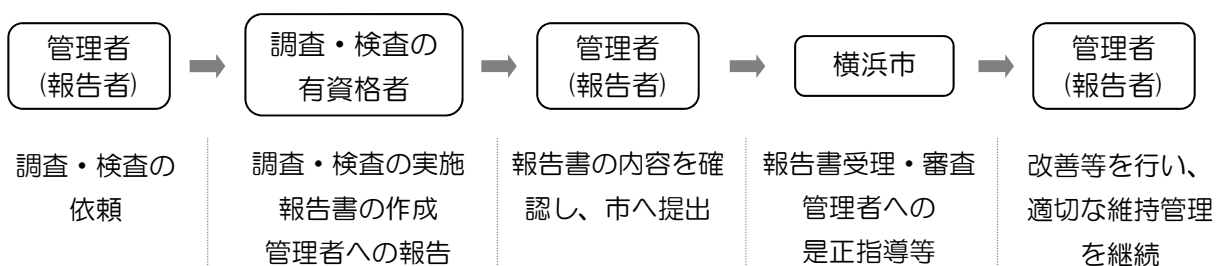 管理者
(報告者)
調査・検査の
有資格者
管理者
(報告者)
横浜市
管理者
(報告者)
調査・検査の
依頼
調査・検査の実施
報告書の作成
管理者への報告
報告書の内容を確
認し、市へ提出
報告書受理・審査
管理者への
是正指導等
改善等を行い、
適切な維持管理
を継続